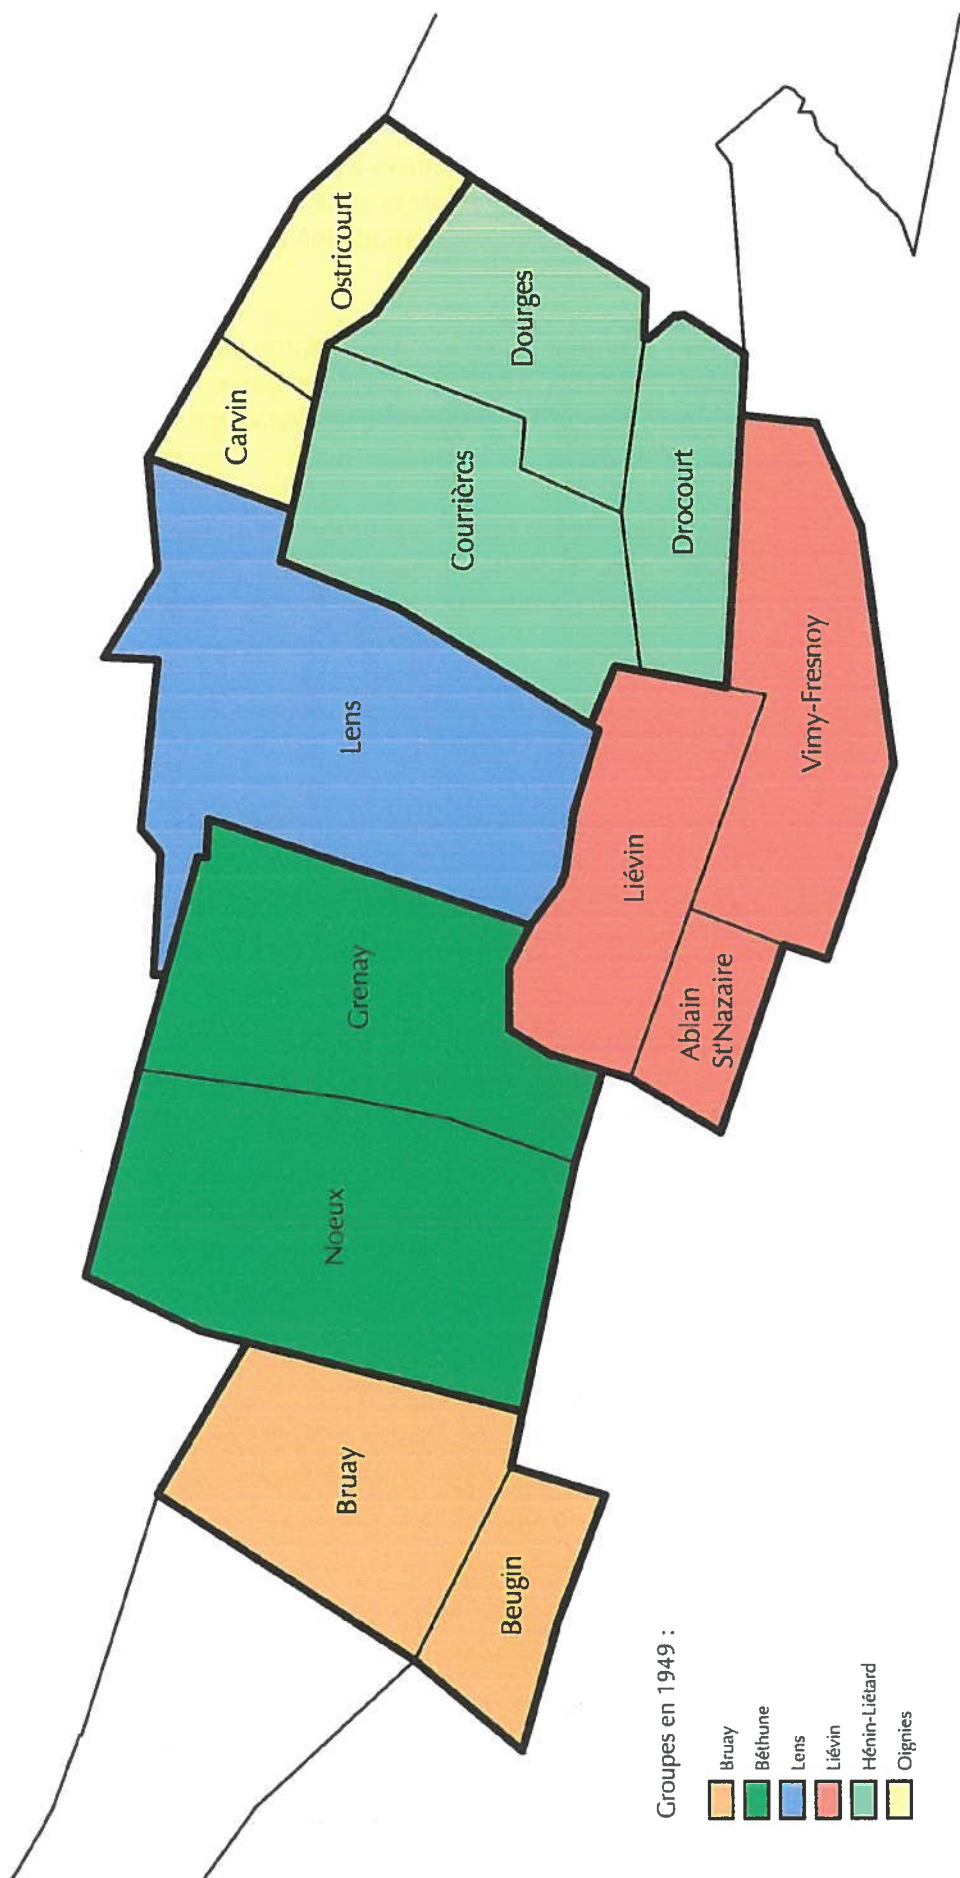 Ostricourt
Carvin
Dourges
Courrières
Drocourt
Lens
Vimy-Fresnoy
Liévin
Ablain
St'Nazaire
Grenay
Noeux
Bruay
Beugin
Groupes en 1949 :
Bruay
Béthune
Lens
Liévin
Hénin-Liétard
Oignies